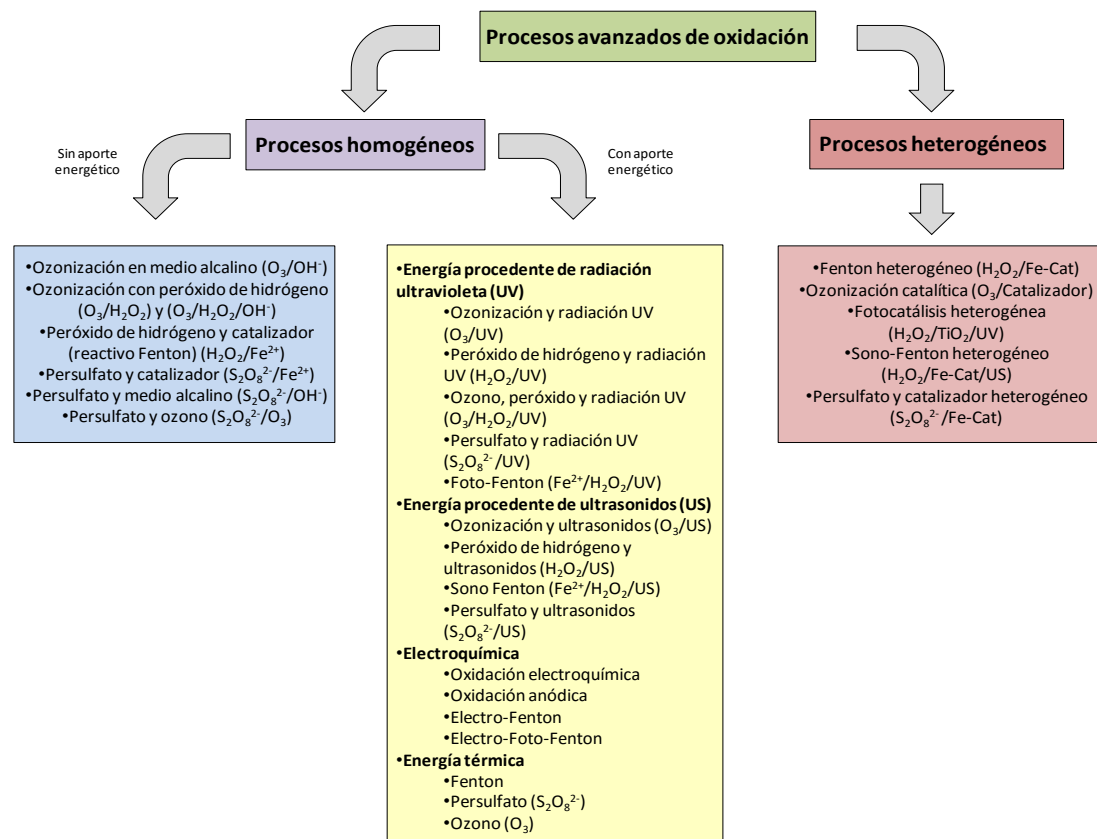 Procesos avanzados de oxidación
Procesos homogéneos
Procesos heterogéneos
Sin aporte
energético
Con aporte
energético
•Ozonización en medio alcalino (O₃/OH⁻)
•Ozonización con peróxido de hidrógeno
(O₃/H₂O₂) y (O₃/H₂O₂/OH⁻)
•Peróxido de hidrógeno y catalizador
(reactivo Fenton) (H₂O₂/Fe²⁺)
•Persulfato y catalizador (S₂O₈²⁻/Fe²⁺)
•Persulfato y medio alcalino (S₂O₈²⁻/OH⁻)
•Persulfato y ozono (S₂O₈²⁻/O₃)
•Energía procedente de radiación
ultravioleta (UV)
•Ozonización y radiación UV
(O₃/UV)
•Peróxido de hidrógeno y radiación
UV (H₂O₂/UV)
•Ozono, peróxido y radiación UV
(O₃/H₂O₂/UV)
•Persulfato y radiación UV
(S₂O₈²⁻/UV)
•Foto-Fenton (Fe²⁺/H₂O₂/UV)
•Energía procedente de ultrasonidos (US)
•Ozonización y ultrasonidos (O₃/US)
•Peróxido de hidrógeno y
ultrasonidos (H₂O₂/US)
•Sono Fenton (Fe²⁺/H₂O₂/US)
•Persulfato y ultrasonidos
(S₂O₈²⁻/US)
•Electroquímica
•Oxidación electroquímica
•Oxidación anódica
•Electro-Fenton
•Electro-Foto-Fenton
•Energía térmica
•Fenton
•Persulfato (S₂O₈²⁻)
•Ozono (O₃)
•Fenton heterogéneo (H₂O₂/Fe-Cat)
•Ozonización catalítica (O₃/Catalizador)
•Fotocatálisis heterogénea
(H₂O₂/TiO₂/UV)
•Sono-Fenton heterogéneo
(H₂O₂/Fe-Cat/US)
•Persulfato y catalizador heterogéneo
(S₂O₈²⁻/Fe-Cat)